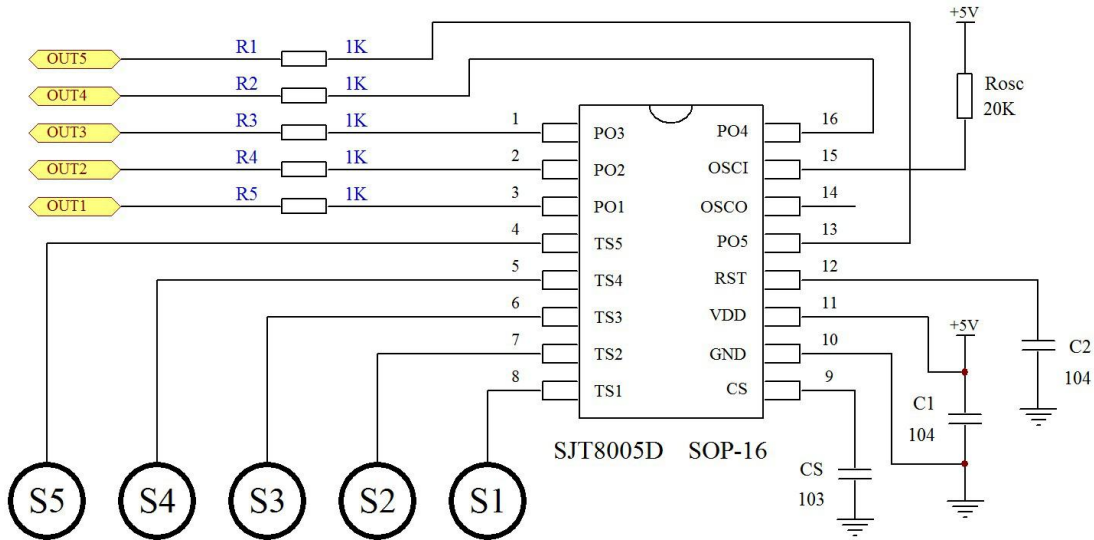 +5V
OUT5 R1 1K
OUT4 R2 1K
Rosc
20K
OUT3 R3 1K 1 PO3 PO4 16
OUT2 R4 1K 2 PO2 OSCI 15
OUT1 R5 1K 3 PO1 OSCO 14
4 TS5 PO5 13
5 TS4 RST 12
6 TS3 VDD 11
+5V
7 TS2 GND 10
C2
104
8 TS1 CS 9
C1
104
SJT8005D SOP-16
CS
103
S5 S4 S3 S2 S1